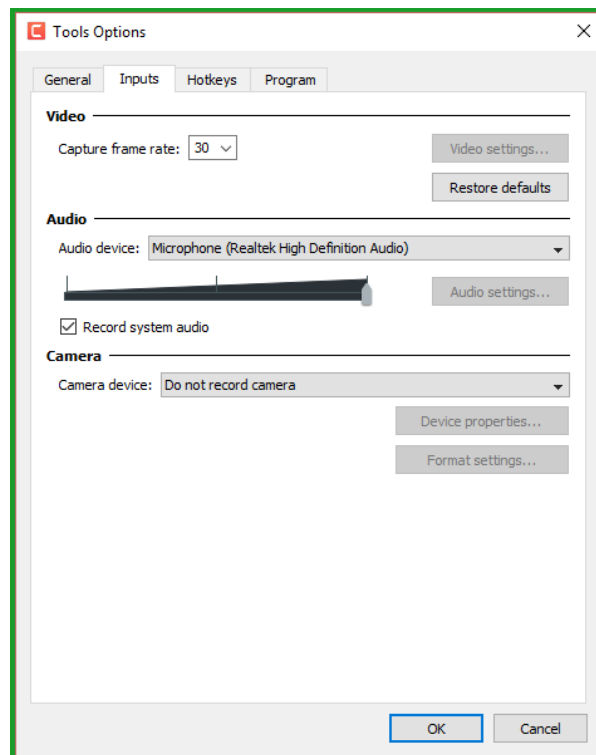 Tools Options
General Inputs Hotkeys Program
Video
Capture frame rate: 30 Video settings...
Restore defaults
Audio
Audio device: Microphone (Realtek High Definition Audio)
Audio settings...
Record system audio
Camera
Camera device: Do not record camera
Device properties...
Format settings...
OK Cancel